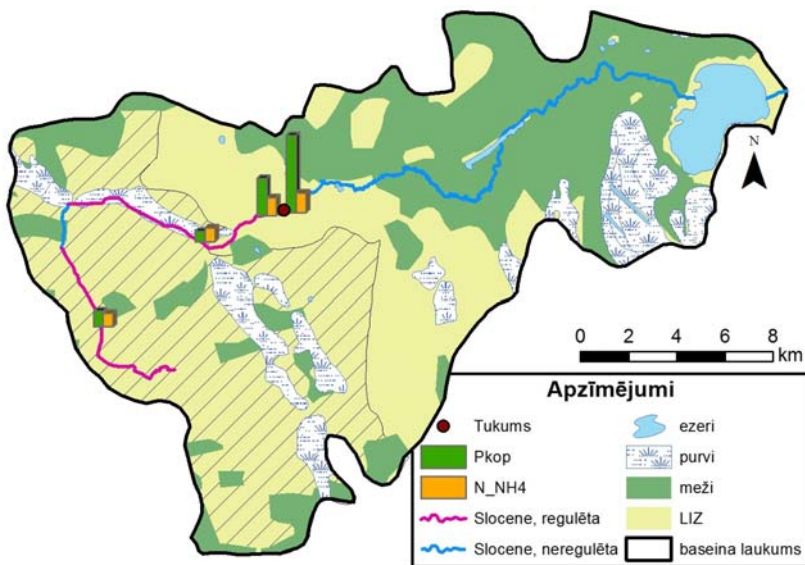 N
0 2 4 6 8
km
Apzīmējumi
Tukums
Pkop
N_NH4
Slocene, regulēta
Slocene, neregulēta
ezeri
purvi
meži
LIZ
baseina laukums